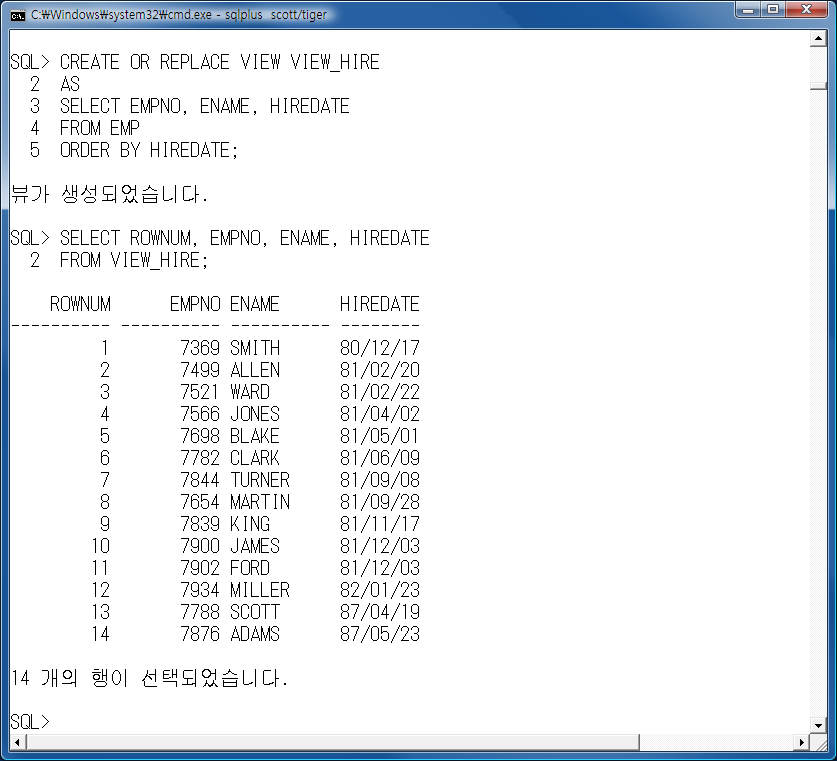 C:₩Windows₩system32₩cmd.exe - sqlplus  scott/tiger
SQL> CREATE OR REPLACE VIEW VIEW_HIRE
  2  AS
  3  SELECT EMPNO, ENAME, HIREDATE
  4  FROM EMP
  5  ORDER BY HIREDATE;
뷰가 생성되었습니다.
SQL> SELECT ROWNUM, EMPNO, ENAME, HIREDATE
  2  FROM VIEW_HIRE;
    ROWNUM      EMPNO ENAME      HIREDATE
---------- ---------- ---------- --------
         1       7369 SMITH      80/12/17
         2       7499 ALLEN      81/02/20
         3       7521 WARD       81/02/22
         4       7566 JONES      81/04/02
         5       7698 BLAKE      81/05/01
         6       7782 CLARK      81/06/09
         7       7844 TURNER     81/09/08
         8       7654 MARTIN     81/09/28
         9       7839 KING       81/11/17
        10       7900 JAMES      81/12/03
        11       7902 FORD       81/12/03
        12       7934 MILLER     82/01/23
        13       7788 SCOTT      87/04/19
        14       7876 ADAMS      87/05/23
14 개의 행이 선택되었습니다.
SQL>